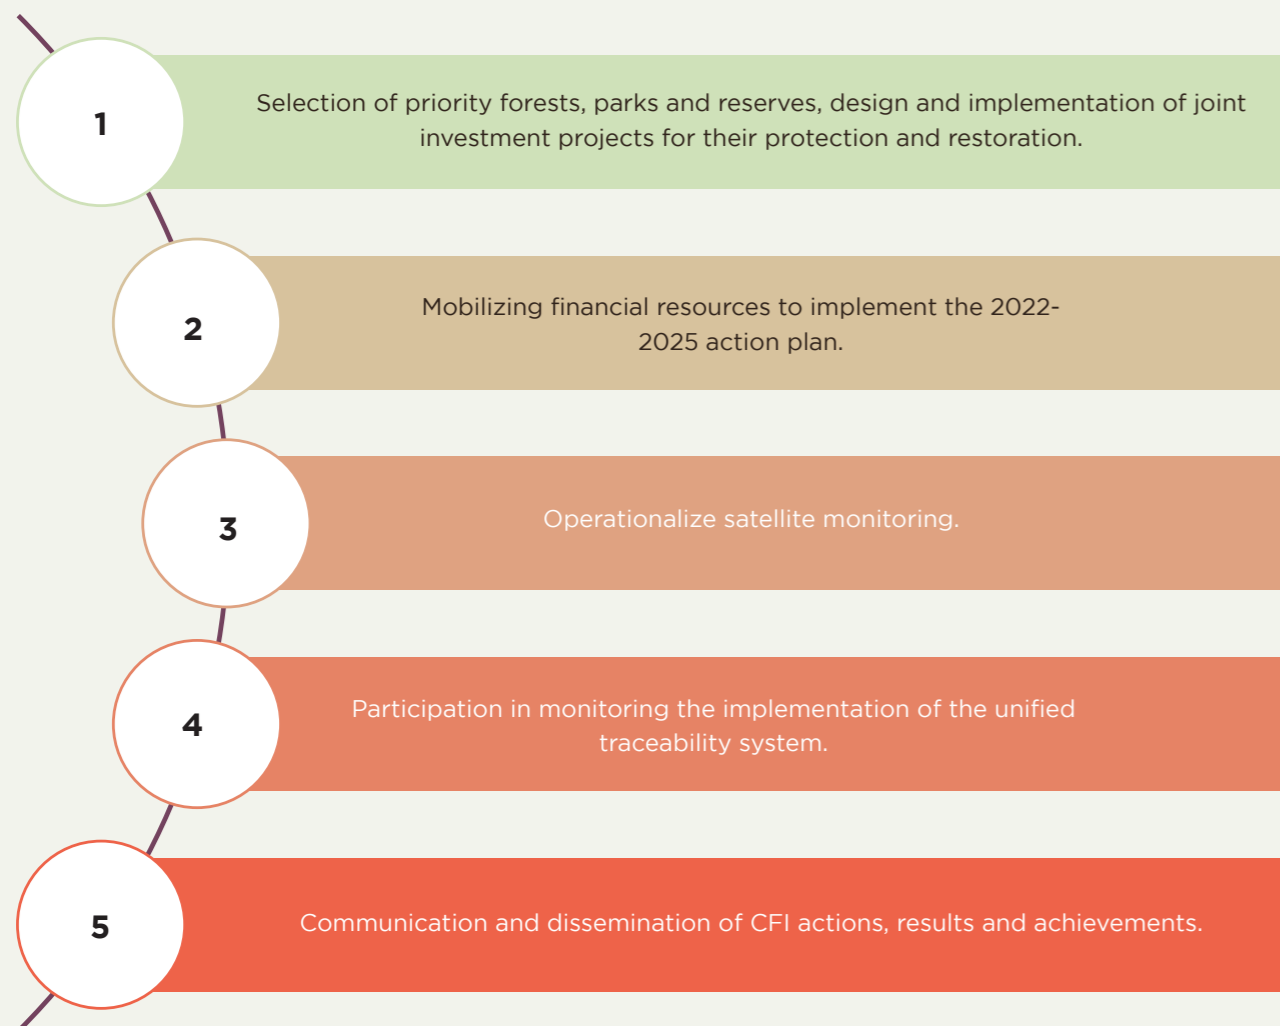 1
Selection of priority forests, parks and reserves, design and implementation of joint
investment projects for their protection and restoration.
2
Mobilizing financial resources to implement the 2022-
2025 action plan.
3
Operationalize satellite monitoring.
4
Participation in monitoring the implementation of the unified
traceability system.
5
Communication and dissemination of CFI actions, results and achievements.